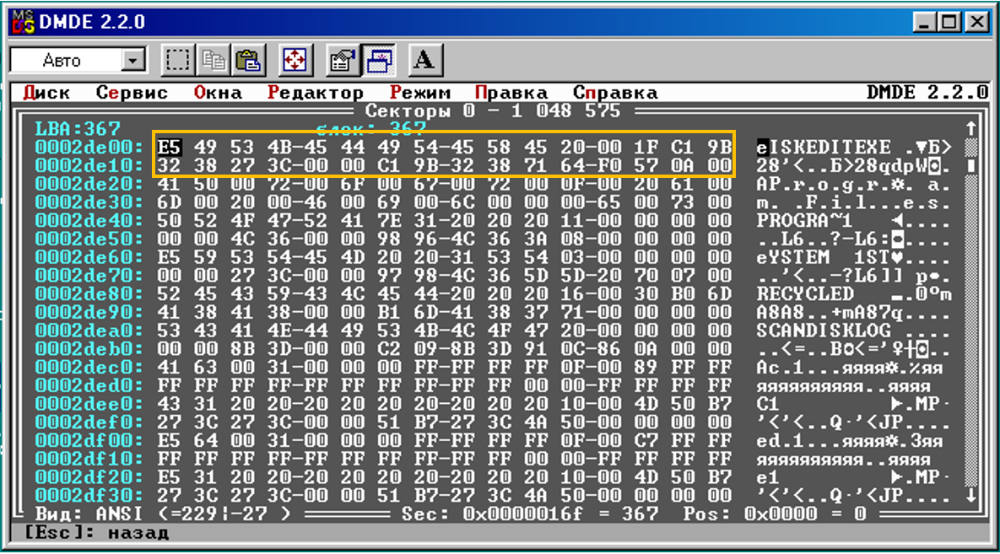 MS DOS DMDE 2.2.0
Авто A
Диск Сервис Окна Редактор Режим Правка Справка DMDE 2.2.0
Секторы 0 - 1 048 575
LBA:367 блок: 367
0002de00: E5 49 53 4B-45 44 49 54-45 58 45 20-00 1F C1 9B eISKEDITEXE .▼Б>
0002de10: 32 38 27 3C-00 00 C1 9B-32 38 71 64-F0 57 0A 00 28'<..Б>28qdрW◙.
0002de20: 41 50 00 72-00 6F 00 67-00 72 00 0F-00 20 61 00 AP.r.o.g.r.☼. a.
0002de30: 6D 00 20 00-46 00 69 00-6C 00 00 00-65 00 73 00 m. .F.i.l...e.s.
0002de40: 50 52 4F 47-52 41 7E 31-20 20 20 11-00 00 00 00 PROGRA~1 ◄....
0002de50: 00 00 4C 36-00 00 98 96-4C 36 3A 08-00 00 00 00 ..L6..?-L6:◘....
0002de60: E5 59 53 54-45 4D 20 20-31 53 54 03-00 00 00 00 eYSTEM 1ST♥....
0002de70: 00 00 27 3C-00 00 97 98-4C 36 5D 5D-20 70 07 00 ..'<..-?L6]] p•.
0002de80: 52 45 43 59-43 4C 45 44-20 20 20 16-00 30 B0 6D RECYCLED ▬.0°m
0002de90: 41 38 41 38-00 00 B1 6D-41 38 37 71-00 00 00 00 A8A8..+mA87q....
0002dea0: 53 43 41 4E-44 49 53 4B-4C 4F 47 20-00 00 00 00 SCANDISKLOG ....
0002deb0: 00 00 8B 3D-00 00 C2 09-8B 3D 91 0C-86 0A 00 00 ..<=..В○<='♀┼◙..
0002dec0: 41 63 00 31-00 00 00 FF-FF FF FF 0F-00 89 FF FF Ac.1...яяяя☼.%яя
0002ded0: FF FF FF FF-FF FF FF FF-FF FF 00 00-FF FF FF FF яяяяяяяяяя..яяяя
0002dee0: 43 31 20 20-20 20 20 20-20 20 20 10-00 4D 50 B7 C1 ►.MP·
0002def0: 27 3C 27 3C-00 00 51 B7-27 3C 4A 50-00 00 00 00 '<'<..Q·'<JP....
0002df00: E5 64 00 31-00 00 00 FF-FF FF FF 0F-00 C7 FF FF ed.1...яяяя☼.Зяя
0002df10: FF FF FF FF-FF FF FF FF-FF FF 00 00-FF FF FF FF яяяяяяяяяя..яяяя
0002df20: E5 31 20 20-20 20 20 20-20 20 20 10-00 4D 50 B7 e1 ►.MP·
0002df30: 27 3C 27 3C-00 00 51 B7-27 3C 4A 50-00 00 00 00 '<'<..Q·'<JP....
Вид: ANSI (=229¦-27 ) Sec: 0x0000016f = 367 Pos: 0x0000 = 0
[Esc]: назад